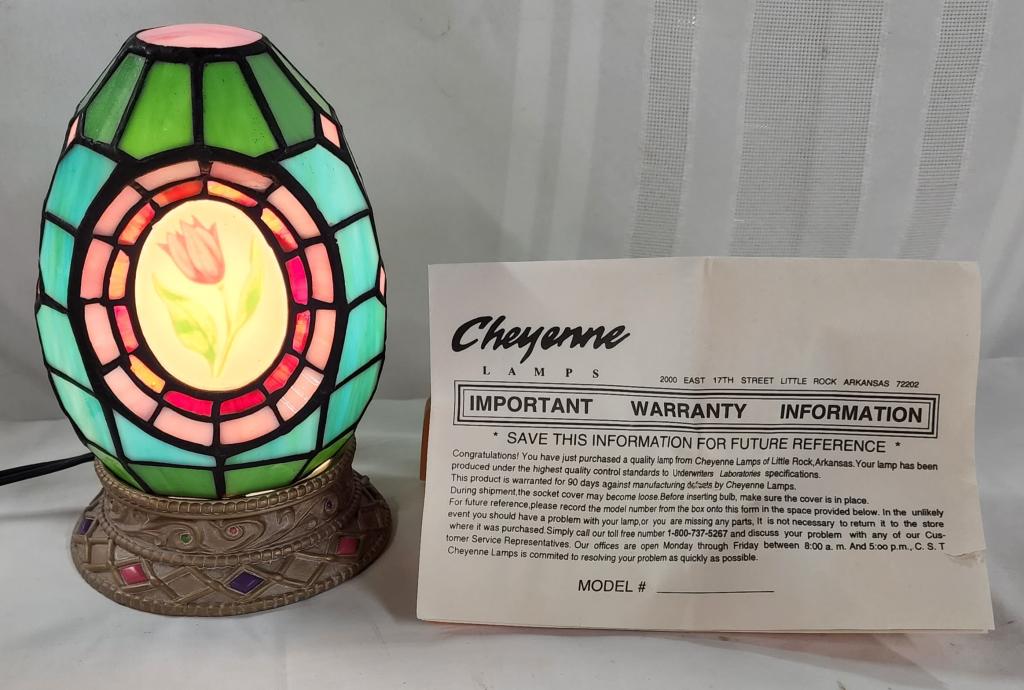 Cheyenne
LAMPS
2000 EAST 17TH STREET LITTLE ROCK ARKANSAS 72202
IMPORTANT WARRANTY INFORMATION
* SAVE THIS INFORMATION FOR FUTURE REFERENCE *
Congratulations! You have just purchased a quality lamp from Cheyenne Lamps of Little Rock,Arkansas.Your lamp has been
produced under the highest quality control standards to Underwriters Laboratories specifications.
This product is warranted for 90 days against manufacturing defsets by Cheyenne Lamps.
During shipment,the socket cover may become loose.Before inserting bulb, make sure the cover is in place.
For future reference,please record the model number from the box onto this form in the space provided below. In the unlikely
event you should have a problem with your lamp,or you are missing any parts, It is not necessary to return it to the store
where it was purchased.Simply call our toll free number 1-800-737-5267 and discuss your problem with any of our Cus-
tomer Service Representatives. Our offices are open Monday through Friday between 8:00 a. m. And 5:oo p.m., C. S. T
Cheyenne Lamps is commited to resolving your problem as quickly as possible.
MODEL # ____________